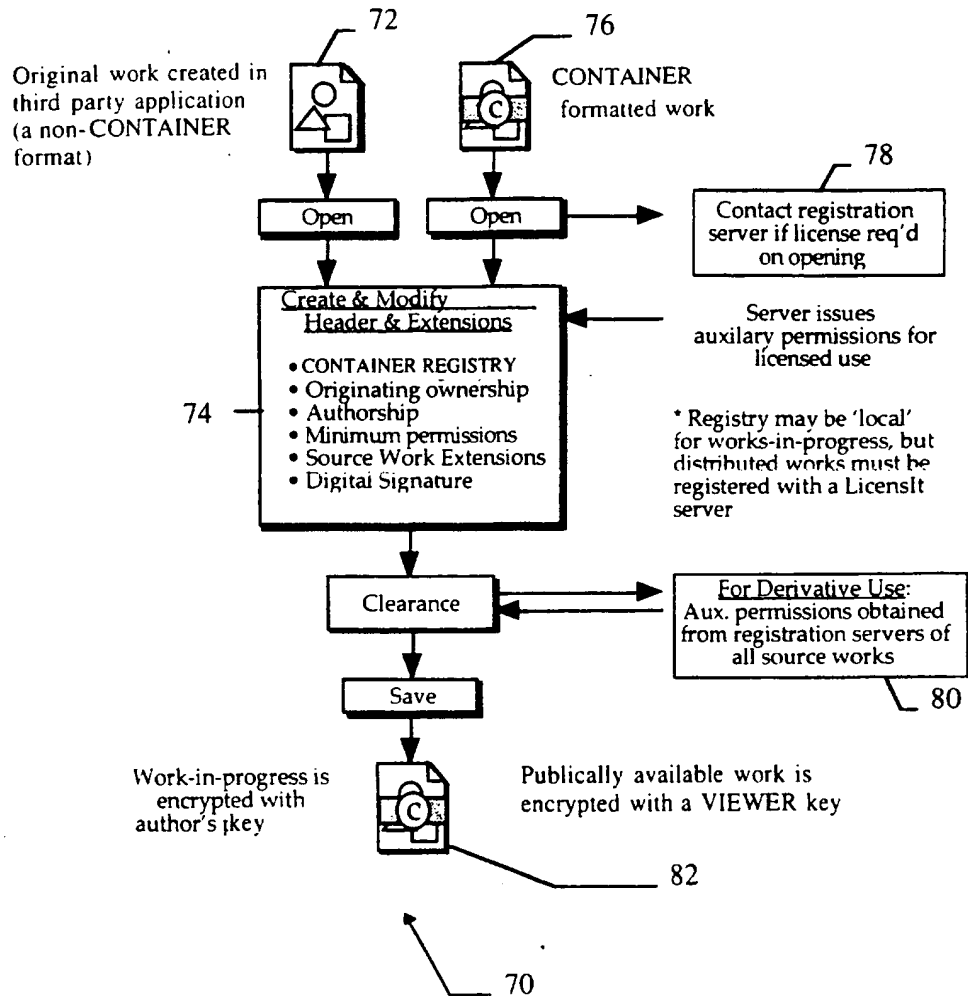 72
76
Original work created in
third party application
(a non-CONTAINER
format)
CONTAINER
formatted work
C
78
Open
Open
Contact registration
server if license req'd
on opening
Create & Modify
Header & Extensions
• CONTAINER REGISTRY
• Originating ownership
• Authorship
• Minimum permissions
• Source Work Extensions
• Digital Signature
74
Server issues
auxilary permissions for
licensed use
* Registry may be 'local'
for works-in-progress, but
distributed works must be
registered with a LicensIt
server
Clearance
For Derivative Use:
Aux. permissions obtained
from registration servers of
all source works
80
Save
Work-in-progress is
encrypted with
author's key
C
Publically available work is
encrypted with a VIEWER key
82
70